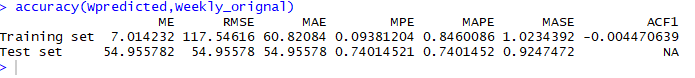 > accuracy(Wpredicted,Weekly_orignal)
ME RMSE MAE MPE MAPE MASE ACF1
Training set 7.014232 117.54616 60.82084 0.09381204 0.8460086 1.0234392 -0.004470639
Test set 54.955782 54.95578 54.95578 0.74014521 0.7401452 0.9247472 NA
>